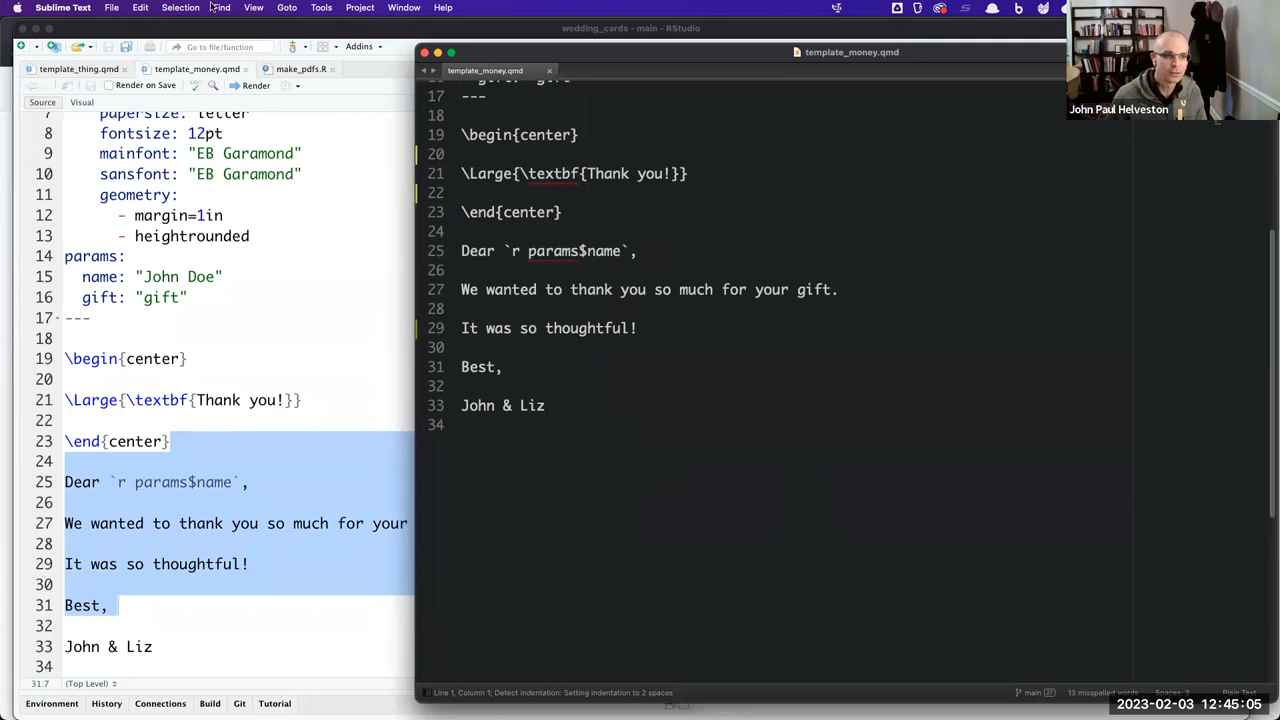 Sublime Text File Edit Selection Find View Goto Tools Project Window Help
wedding_cards - main - RStudio
Go to file/function Addins
template_money.qmd
template_thing.qmd template_money.qmd make_pdfs.R
template_money.qmd
Render on Save Render
Source Visual
7 papersize: letter
8 fontsize: 12pt
9 mainfont: "EB Garamond"
10 sansfont: "EB Garamond"
11 geometry:
12 - margin=1in
13 - heightrounded
14 params:
15 name: "John Doe"
16 gift: "gift"
17 ---
18
19 \begin{center}
20
21 \Large{\textbf{Thank you!}}
22
23 \end{center}
24
25 Dear `r params$name`,
26
27 We wanted to thank you so much for your
28
29 It was so thoughtful!
30
31 Best,
32
33 John & Liz
34
31:7 (Top Level)
Environment History Connections Build Git Tutorial
17 ---
18
19 \begin{center}
20
21 \Large{\textbf{Thank you!}}
22
23 \end{center}
24
25 Dear `r params$name`,
26
27 We wanted to thank you so much for your gift.
28
29 It was so thoughtful!
30
31 Best,
32
33 John & Liz
34
Line 1, Column 1; Detect Indentation: Setting indentation to 2 spaces
main 27 13 misspelled words Spaces: 2 Plain Text
John Paul Helveston
2023-02-03 12:45:05